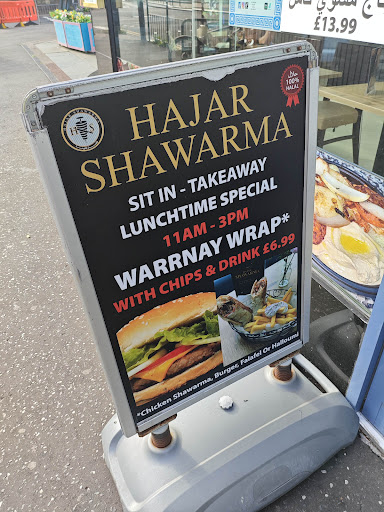 £13.99
حلال
100%
HALAL
HAJAR
SHAWARMA
SIT IN - TAKEAWAY
LUNCHTIME SPECIAL
11AM - 3PM
WARRNAY WRAP*
WITH CHIPS & DRINK £6.99
*Chicken Shawarma, Burger, Falafel Or Halloumi